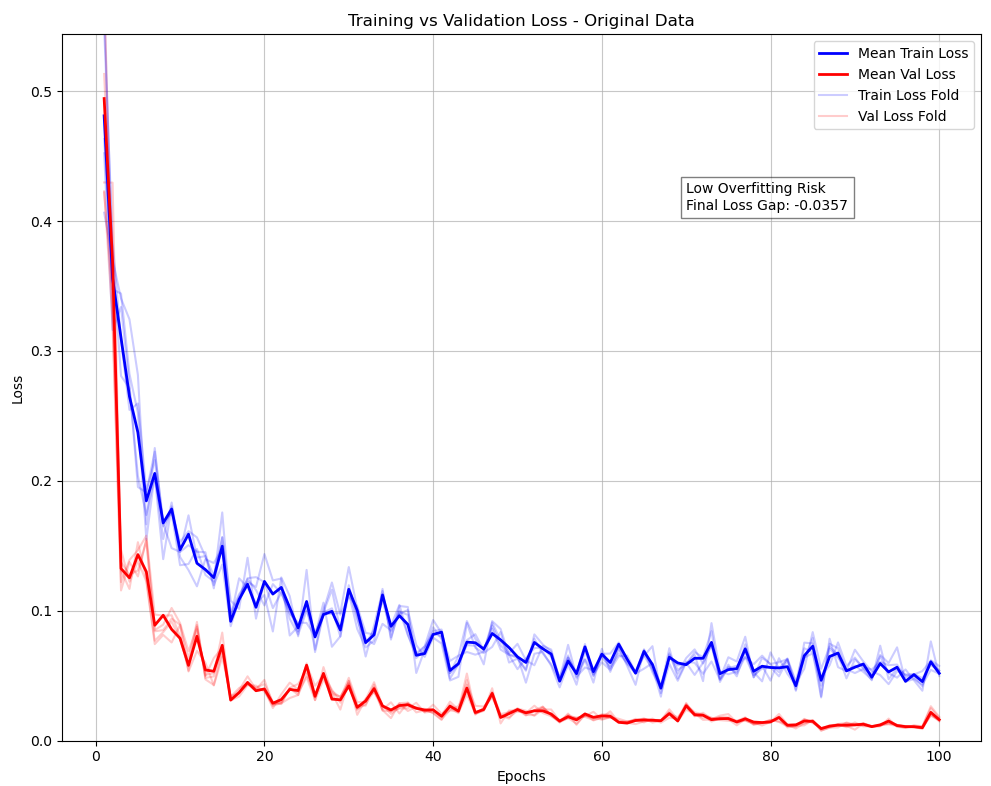 Training vs Validation Loss - Original Data
Mean Train Loss
Mean Val Loss
Train Loss Fold
Val Loss Fold
Low Overfitting Risk
Final Loss Gap: -0.0357
Loss
0.5
0.4
0.3
0.2
0.1
0.0
0 20 40 60 80 100
Epochs